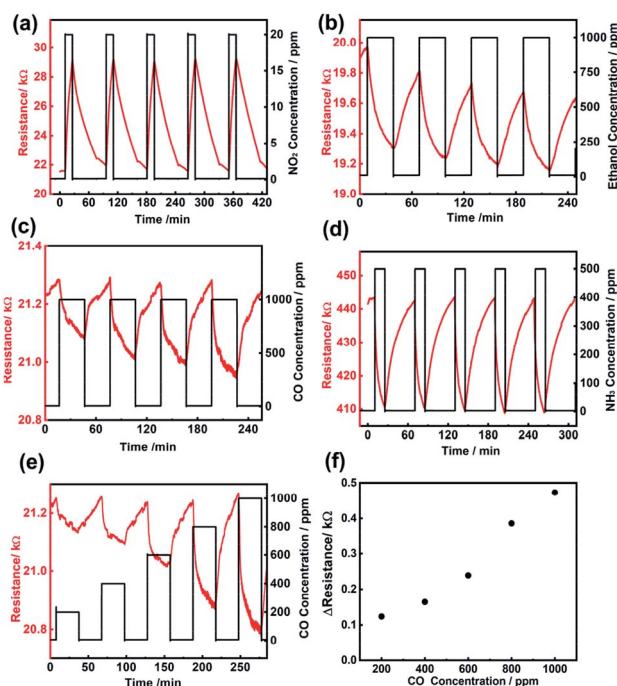 (a)
30
28
26
24
22
20
Resistance/ kΩ
20
15
10
5
0
NO₂ Concentration / ppm
0 60 120 180 240 300 360 420
Time /min
(b)
20.0
19.8
19.6
19.4
19.2
19.0
Resistance/ kΩ
1000
750
500
250
0
Ethanol Concentration / ppm
0 60 120 180 240
Time /min
(c)
21.4
21.2
21.0
20.8
Resistance/ kΩ
1000
500
0
CO Concentration / ppm
0 60 120 180 240
Time /min
(d)
450
440
430
420
410
Resistance/ kΩ
500
400
300
200
100
0
NH₃ Concentration / ppm
0 60 120 180 240 300
Time / min
(e)
21.2
21.0
20.8
Resistance/ kΩ
1000
800
600
400
200
0
CO Concentration / ppm
0 50 100 150 200 250
Time / min
(f)
0.5
0.4
0.3
0.2
0.1
0.0
ΔResistance/ kΩ
200 400 600 800 1000
CO Concentration / ppm